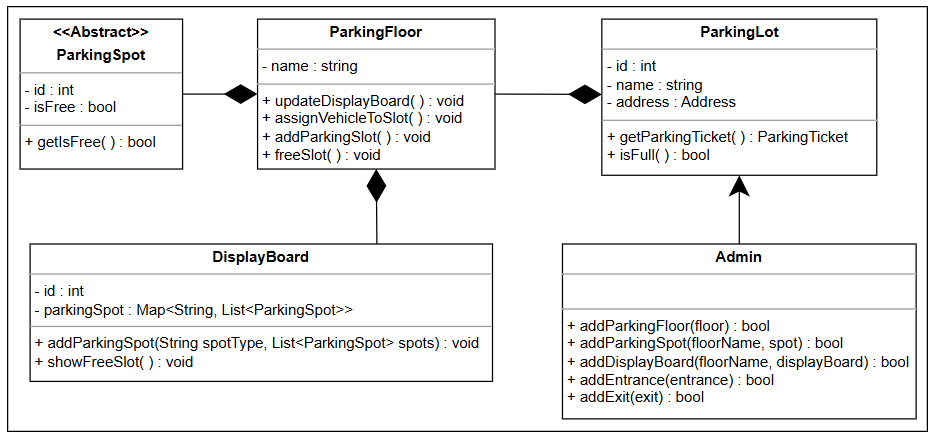 <<Abstract>>
ParkingSpot
- id : int
- isFree : bool
+ getIsFree( ) : bool
ParkingFloor
- name : string
+ updateDisplayBoard( ) : void
+ assignVehicleToSlot( ) : void
+ addParkingSlot( ) : void
+ freeSlot( ) : void
ParkingLot
- id : int
- name : string
- address : Address
+ getParkingTicket( ) : ParkingTicket
+ isFull( ) : bool
DisplayBoard
- id : int
- parkingSpot : Map<String, List<ParkingSpot>>
+ addParkingSpot(String spotType, List<ParkingSpot> spots) : void
+ showFreeSlot( ) : void
Admin
+ addParkingFloor(floor) : bool
+ addParkingSpot(floorName, spot) : bool
+ addDisplayBoard(floorName, displayBoard) : bool
+ addEntrance(entrance) : bool
+ addExit(exit) : bool